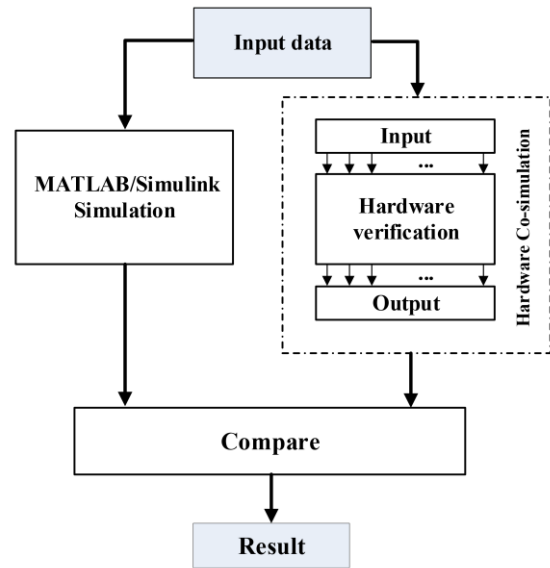 Input data
MATLAB/Simulink
Simulation
Input
...
Hardware
verification
...
Output
Hardware Co-simulation
Compare
Result